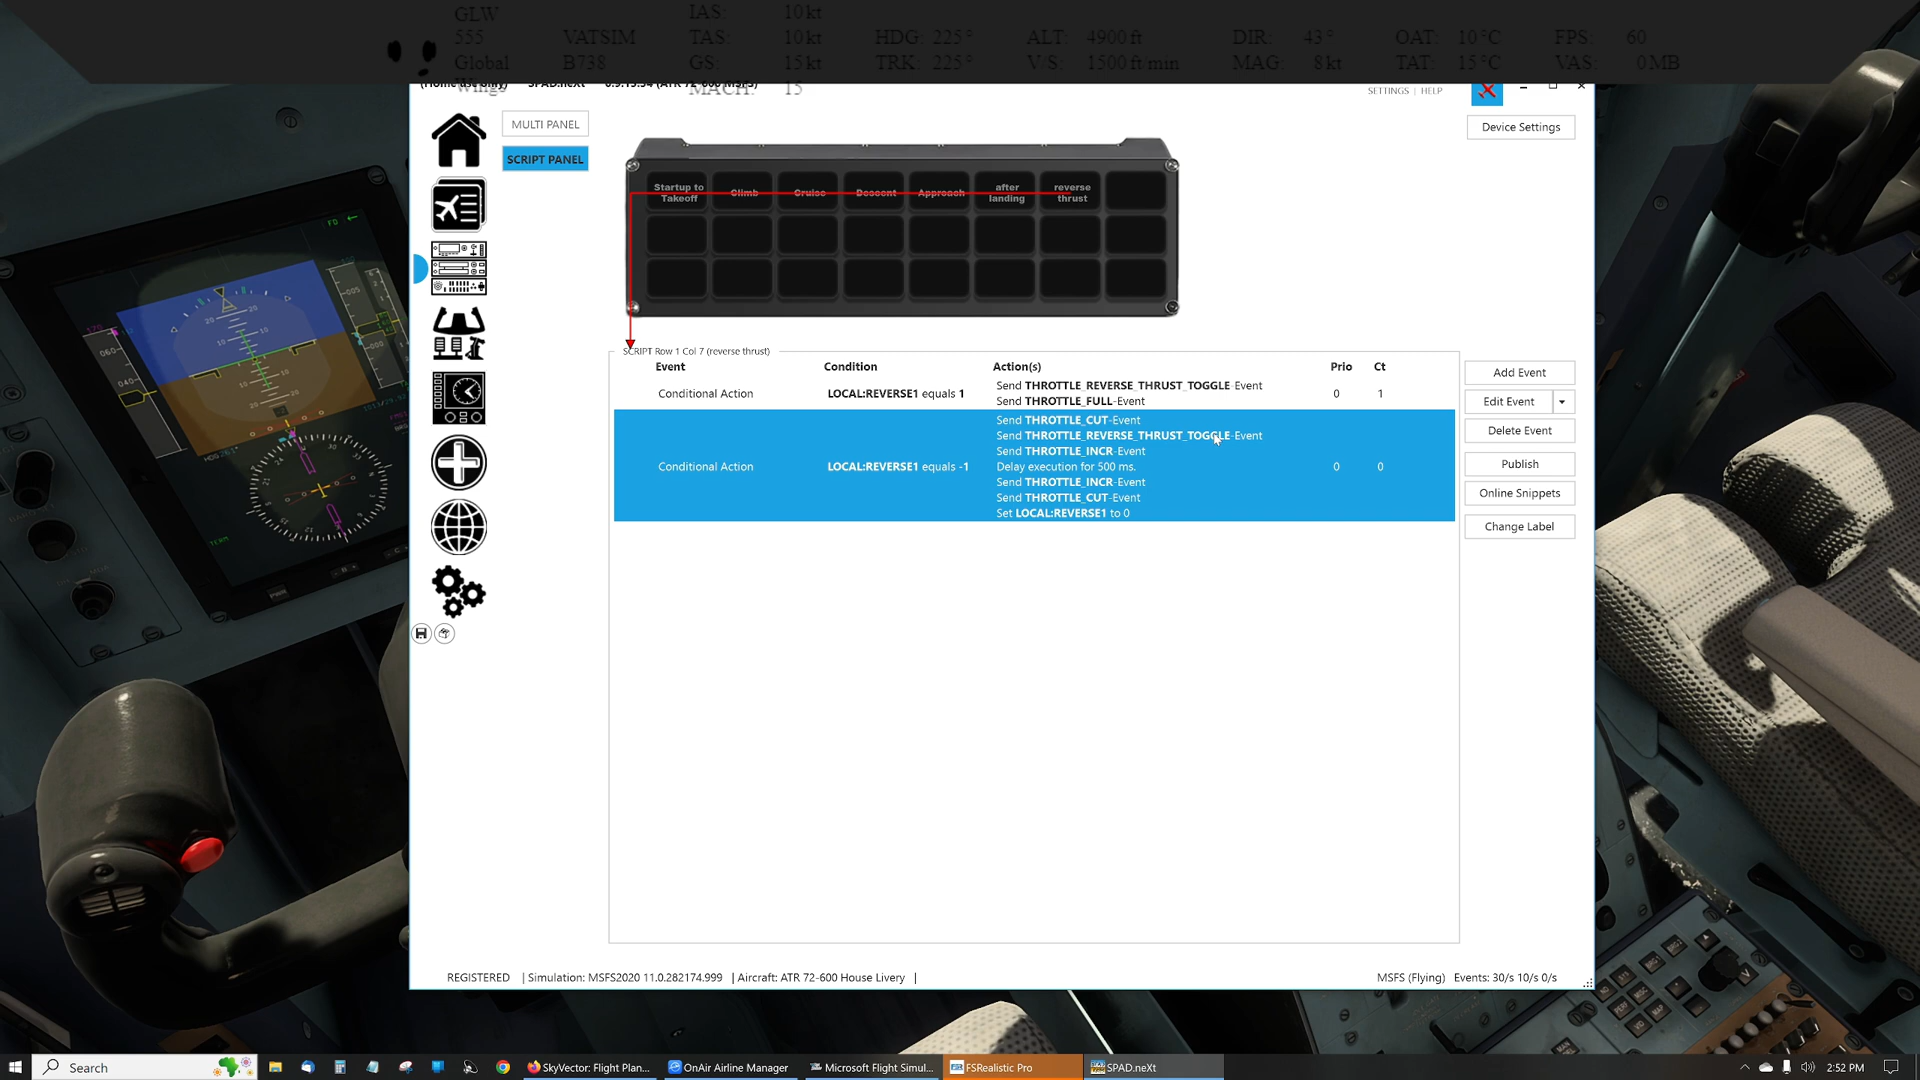 GLW IAS: 10 kt
555 VATSIM TAS: 10 kt HDG: 225° ALT: 4900 ft DIR: 43° OAT: 10 °C FPS: 60
Global B738 GS: 15 kt TRK: 225° V/S: 1500 ft/min MAG: 8 kt TAT: 15 °C VAS: 0 MB
Wings MACH: 15
SETTINGS | HELP
MULTI PANEL
SCRIPT PANEL
Device Settings
Startup to Takeoff
Climb
Cruise
Descent
Approach
after landing
reverse thrust
SCRIPT Row 1 Col 7 (reverse thrust)
Event Condition Action(s) Prio Ct
Conditional Action LOCAL:REVERSE1 equals 1 0 1
Send THROTTLE_REVERSE_THRUST_TOGGLE-Event
Send THROTTLE_FULL-Event
Conditional Action LOCAL:REVERSE1 equals -1 0 0
Send THROTTLE_CUT-Event
Send THROTTLE_REVERSE_THRUST_TOGGLE-Event
Send THROTTLE_INCR-Event
Delay execution for 500 ms.
Send THROTTLE_INCR-Event
Send THROTTLE_CUT-Event
Set LOCAL:REVERSE1 to 0
Add Event
Edit Event
Delete Event
Publish
Online Snippets
Change Label
REGISTERED | Simulation: MSFS2020 11.0.282174.999 | Aircraft: ATR 72-600 House Livery |
MSFS (Flying) Events: 30/s 10/s 0/s
Search
SkyVector: Flight Plan...
OnAir Airline Manager
Microsoft Flight Simul...
FSRealistic Pro
SPAD.neXt
2:52 PM